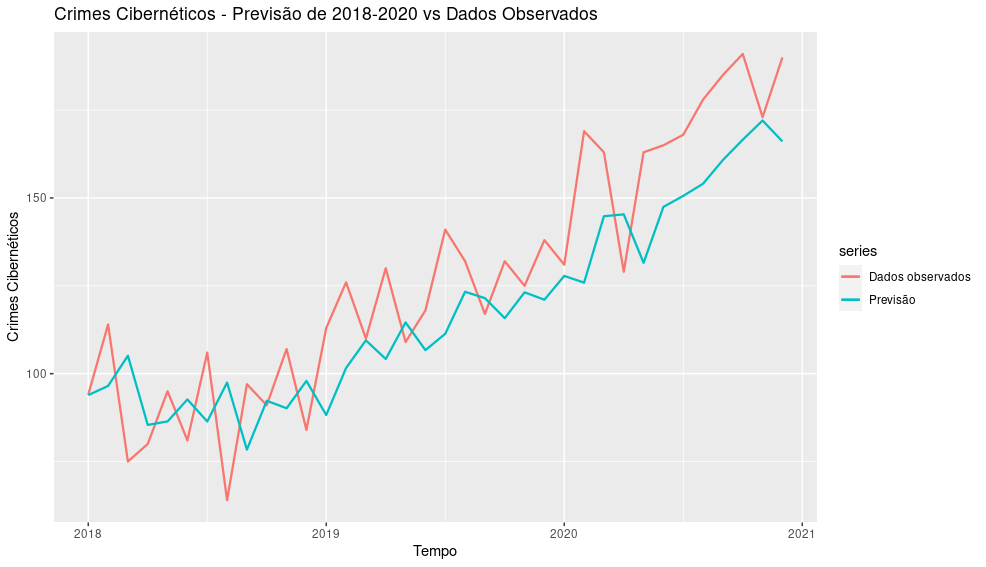 Crimes Cibernéticos - Previsão de 2018-2020 vs Dados Observados
Crimes Cibernéticos
150
100
2018
2019
2020
2021
Tempo
series
Dados observados
Previsão